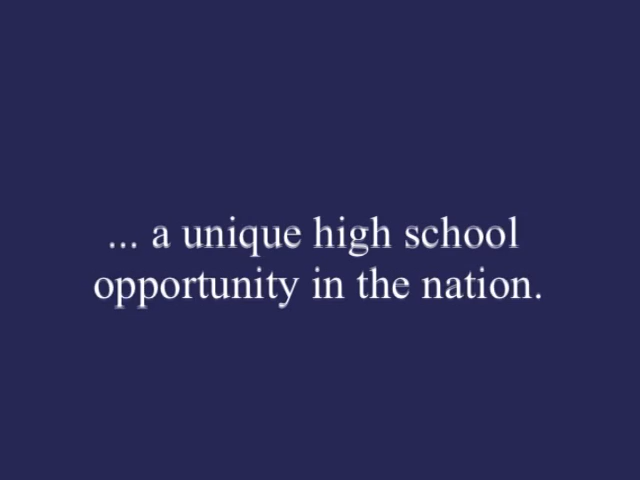 ... a unique high school
opportunity in the nation.